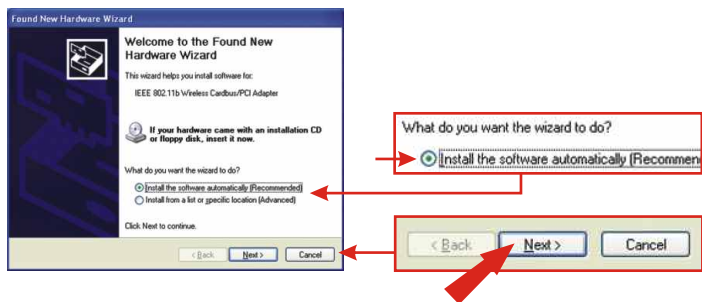 Found New Hardware Wizard
Welcome to the Found New
Hardware Wizard
This wizard helps you install software for:
IEEE 802.11b Wireless Cardbus/PCI Adapter
If your hardware came with an installation CD
or floppy disk, insert it now.
What do you want the wizard to do?
Install the software automatically (Recommended)
Install from a list or specific location (Advanced)
Click Next to continue.
< Back
Next >
Cancel
What do you want the wizard to do?
Install the software automatically (Recommen
< Back
Next >
Cancel